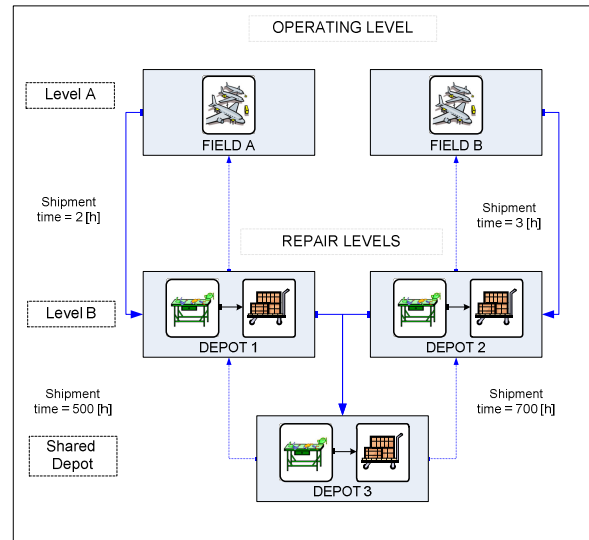 OPERATING LEVEL
Level A
FIELD A
FIELD B
Shipment
time = 2 [h]
Shipment
time = 3 [h]
REPAIR LEVELS
Level B
DEPOT 1
DEPOT 2
Shipment
time = 500 [h]
Shipment
time = 700 [h]
Shared
Depot
DEPOT 3